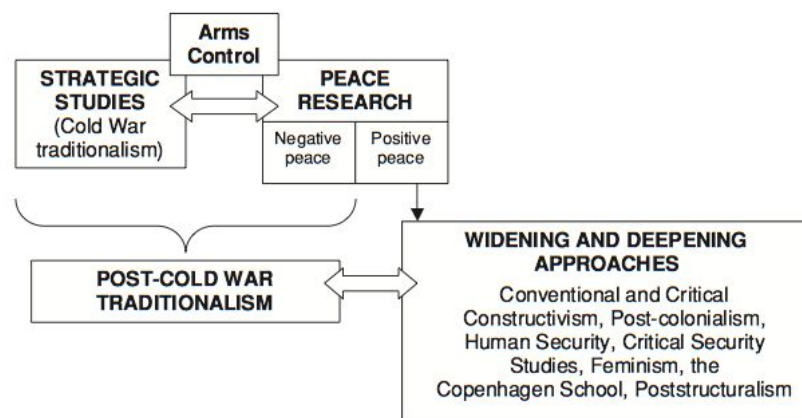 Arms
Control
STRATEGIC
STUDIES
(Cold War
traditionalism)
PEACE
RESEARCH
Negative
peace
Positive
peace
POST-COLD WAR
TRADITIONALISM
WIDENING AND DEEPENING
APPROACHES
Conventional and Critical
Constructivism, Post-colonialism,
Human Security, Critical Security
Studies, Feminism, the
Copenhagen School, Poststructuralism